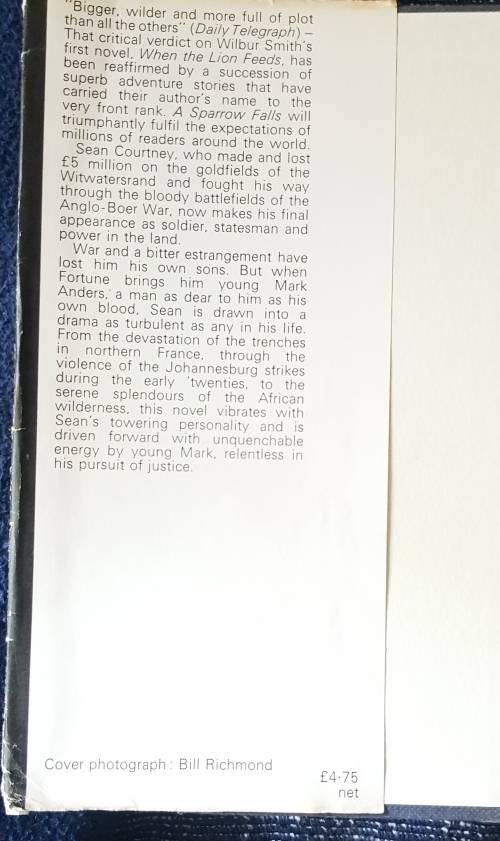 "Bigger, wilder and more full of plot
than all the others" (Daily Telegraph) –
That critical verdict on Wilbur Smith's
first novel, When the Lion Feeds, has
been reaffirmed by a succession of
superb adventure stories that have
carried their author's name to the
very front rank. A Sparrow Falls will
triumphantly fulfil the expectations of
millions of readers around the world.
Sean Courtney, who made and lost
£5 million on the goldfields of the
Witwatersrand and fought his way
through the bloody battlefields of the
Anglo-Boer War, now makes his final
appearance as soldier, statesman and
power in the land.
War and a bitter estrangement have
lost him his own sons. But when
Fortune brings him young Mark
Anders, a man as dear to him as his
own blood, Sean is drawn into a
drama as turbulent as any in his life.
From the devastation of the trenches
in northern France, through the
violence of the Johannesburg strikes
during the early 'twenties, to the
serene splendours of the African
wilderness, this novel vibrates with
Sean's towering personality and is
driven forward with unquenchable
energy by young Mark, relentless in
his pursuit of justice.
Cover photograph: Bill Richmond
£4·75
net